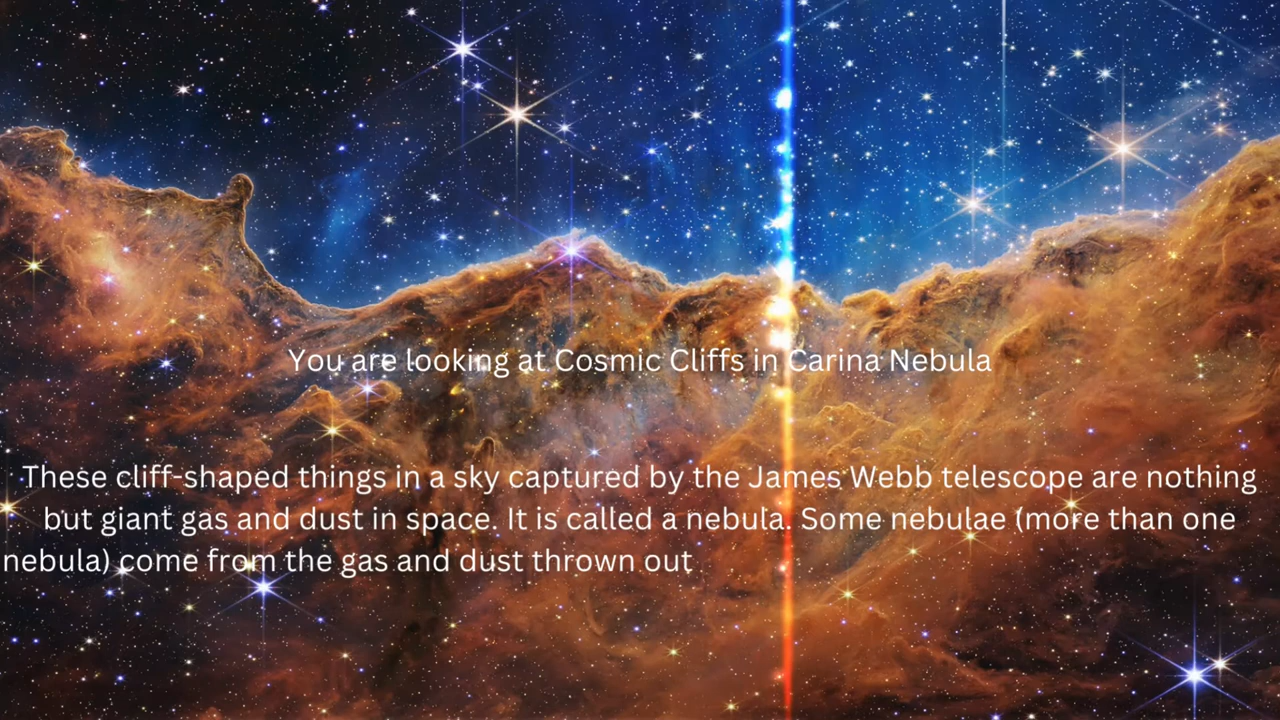 You are looking at Cosmic Cliffs in Carina Nebula
These cliff-shaped things in a sky captured by the James Webb telescope are nothing
but giant gas and dust in space. It is called a nebula. Some nebulae (more than one
nebula) come from the gas and dust thrown out